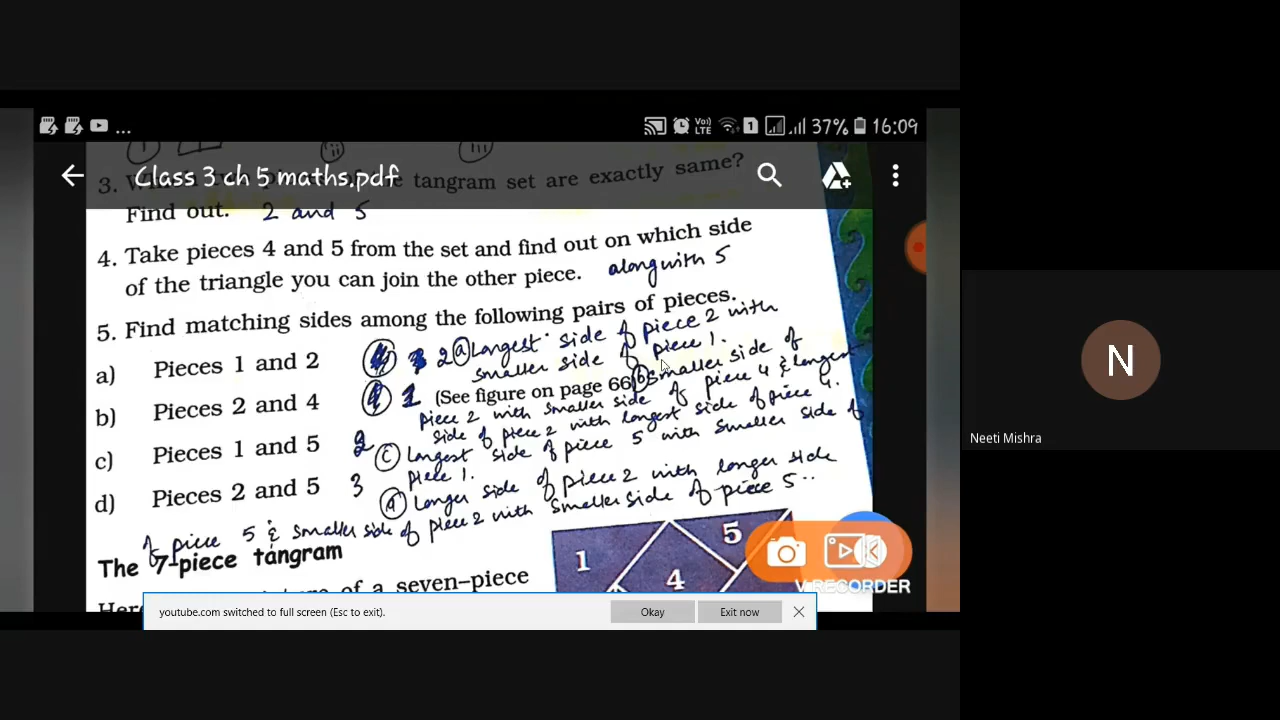 ... 37% 16:09
Class 3 ch 5 maths.pdf
3. of the tangram set are exactly same?
Find out. 2 and 5
4. Take pieces 4 and 5 from the set and find out on which side
of the triangle you can join the other piece. alongwith 5
5. Find matching sides among the following pairs of pieces.
a) Pieces 1 and 2 2 (a) Longest side of piece 2 with
smaller side of piece 1.
b) Pieces 2 and 4 1 (See figure on page 66) (b) smaller side of
piece 2 with smaller side of piece 4 & longest
side of piece 2 with longest side of piece 4.
c) Pieces 1 and 5 2 (c) Longest side of piece 5 with smaller side of
piece 1.
d) Pieces 2 and 5 3 (d) Longer side of piece 2 with longer side
of piece 5 & smaller side of piece 2 with smaller side of piece 5..
The 7-piece tangram
of a seven-piece
1 4 5
V RECORDER
youtube.com switched to full screen (Esc to exit). Okay Exit now
N
Neeti Mishra